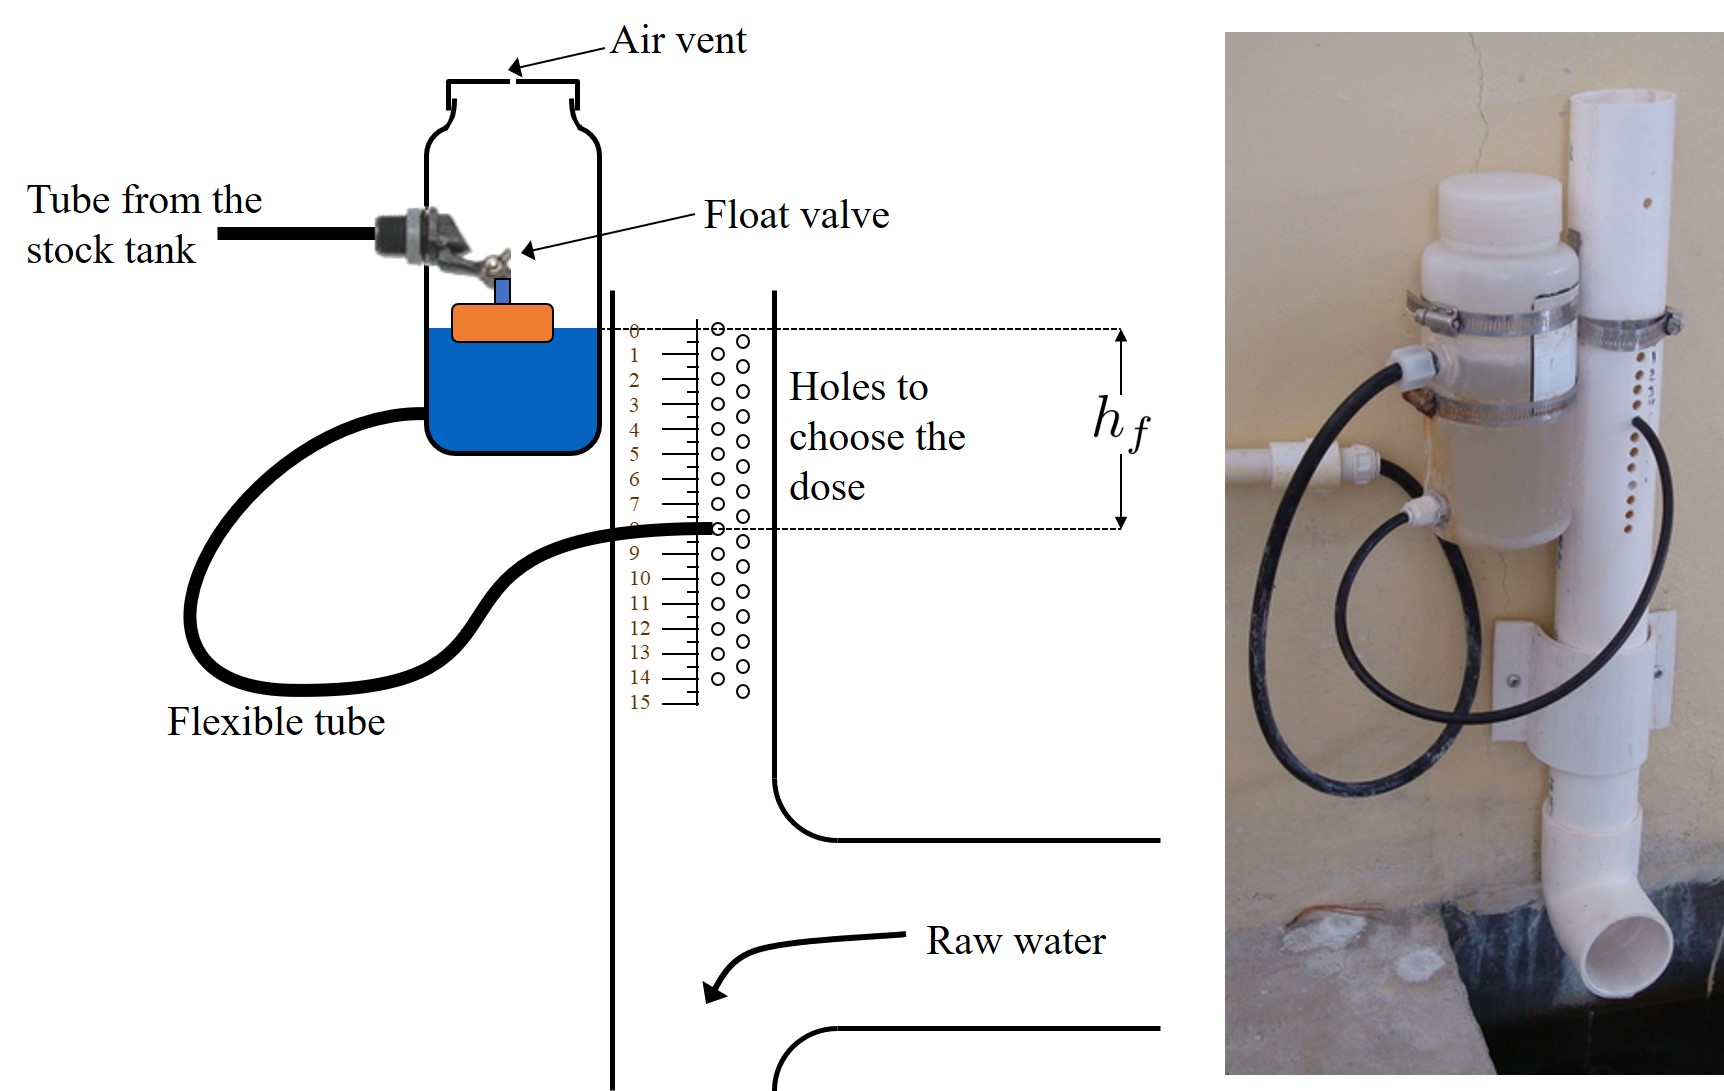 Air vent
Tube from the
stock tank
Float valve
0
1
2
3
4
5
6
7
8
9
10
11
12
13
14
15
Holes to
choose the
dose
h_f
Flexible tube
Raw water